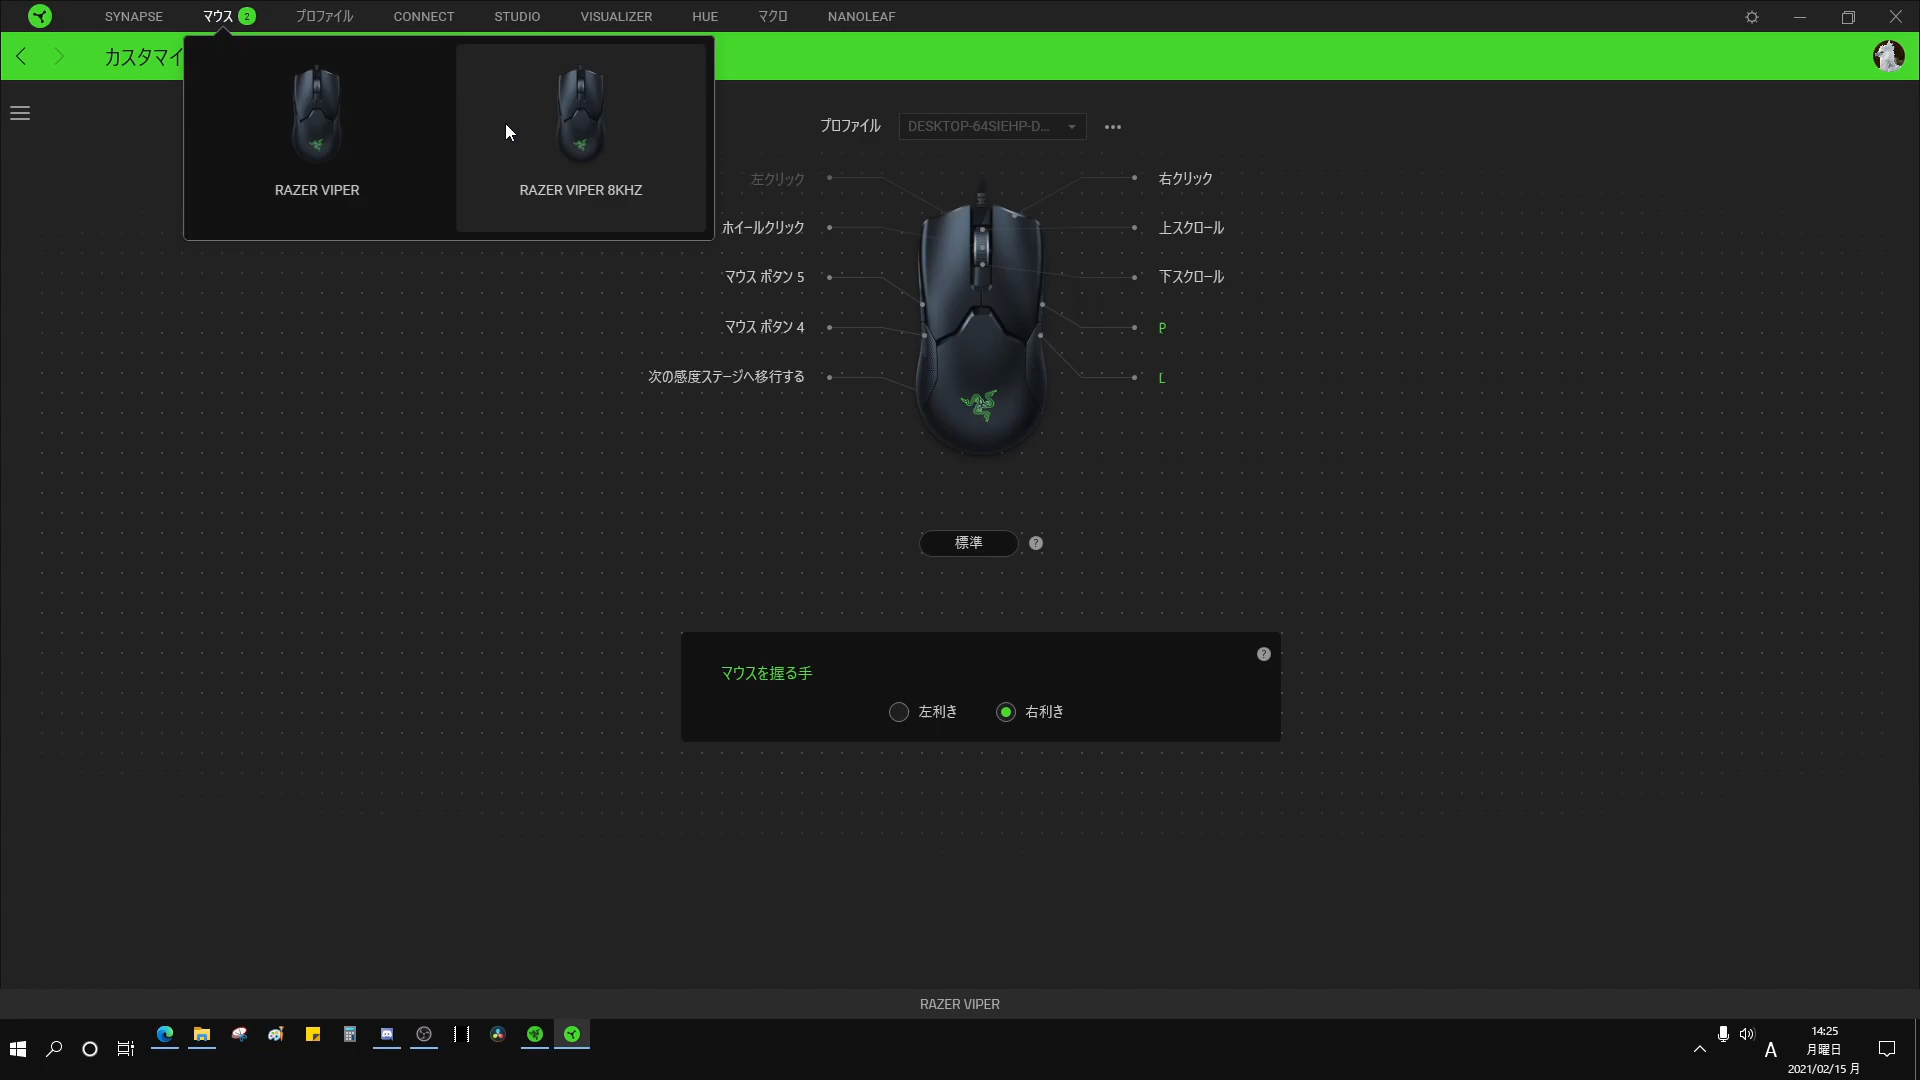 SYNAPSE
マウス 2
プロファイル
CONNECT
STUDIO
VISUALIZER
HUE
マクロ
NANOLEAF
カスタマイ
RAZER VIPER
RAZER VIPER 8KHZ
プロファイル
DESKTOP-64SIEHP-D...
左クリック
右クリック
ホイールクリック
上スクロール
マウス ボタン 5
下スクロール
マウス ボタン 4
P
次の感度ステージへ移行する
L
標準
?
?
マウスを握る手
左利き
右利き
RAZER VIPER
A
14:25
月曜日
2021/02/15 月